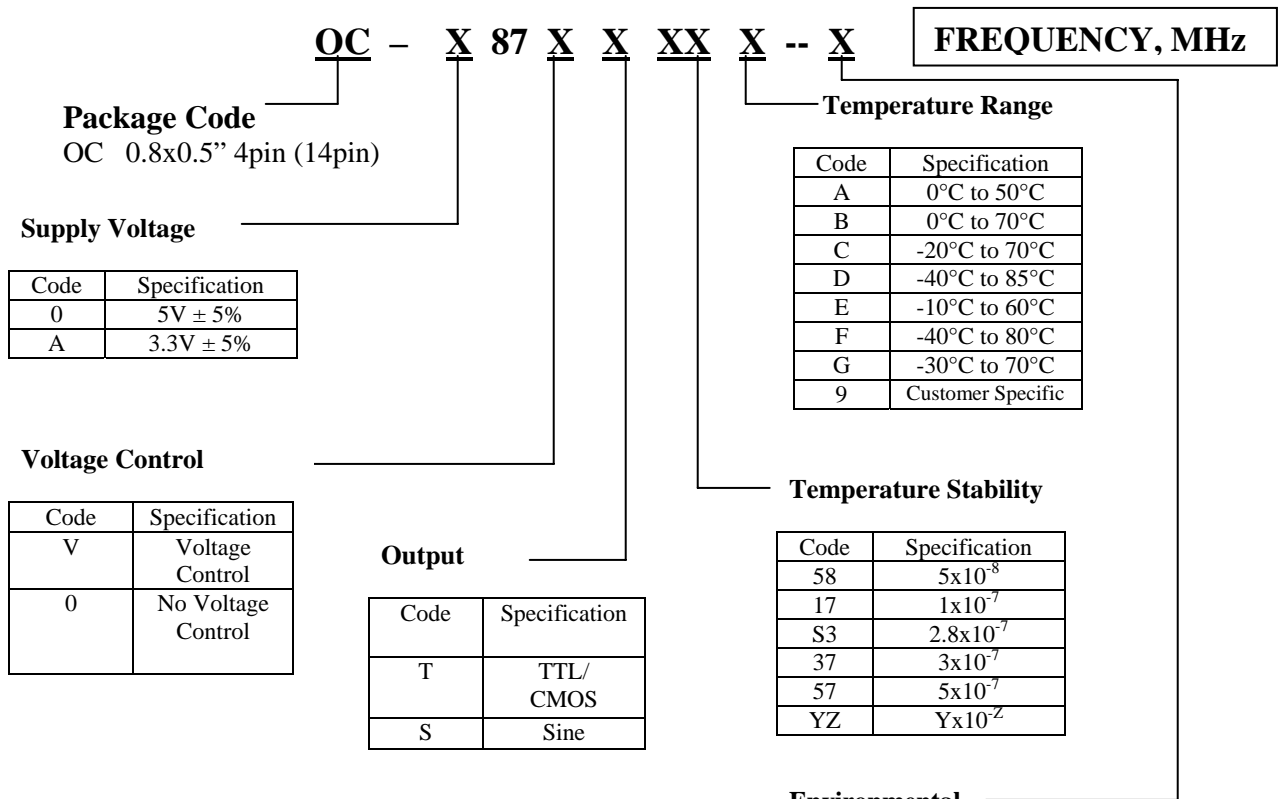 OC – X 87 X X XX X -- X FREQUENCY, MHz
Package Code
OC 0.8x0.5” 4pin (14pin)
Supply Voltage
Code Specification
0 5V ± 5%
A 3.3V ± 5%
Voltage Control
Code Specification
V Voltage
Control
0 No Voltage
Control
Output
Code Specification
T TTL/
CMOS
S Sine
Temperature Range
Code Specification
A 0°C to 50°C
B 0°C to 70°C
C -20°C to 70°C
D -40°C to 85°C
E -10°C to 60°C
F -40°C to 80°C
G -30°C to 70°C
9 Customer Specific
Temperature Stability
Code Specification
58 5x10⁻⁸
17 1x10⁻⁷
S3 2.8x10⁻⁷
37 3x10⁻⁷
57 5x10⁻⁷
YZ Yx10⁻ᶻ
Environmental